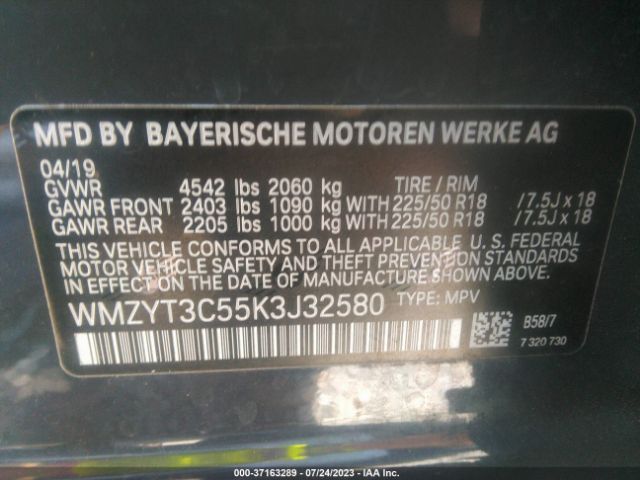 MFD BY BAYERISCHE MOTOREN WERKE AG
04/19
GVWR 4542 lbs 2060 kg TIRE / RIM
GAWR FRONT 2403 lbs 1090 kg WITH 225/50 R18 /7.5J x 18
GAWR REAR 2205 lbs 1000 kg WITH 225/50 R18 /7.5J x 18
THIS VEHICLE CONFORMS TO ALL APPLICABLE U. S. FEDERAL
MOTOR VEHICLE SAFETY AND THEFT PREVENTION STANDARDS
IN EFFECT ON THE DATE OF MANUFACTURE SHOWN ABOVE.
WMZYT3C55K3J32580 TYPE: MPV
B58/7
7 320 730
000-37163289 - 07/24/2023 - IAA Inc.